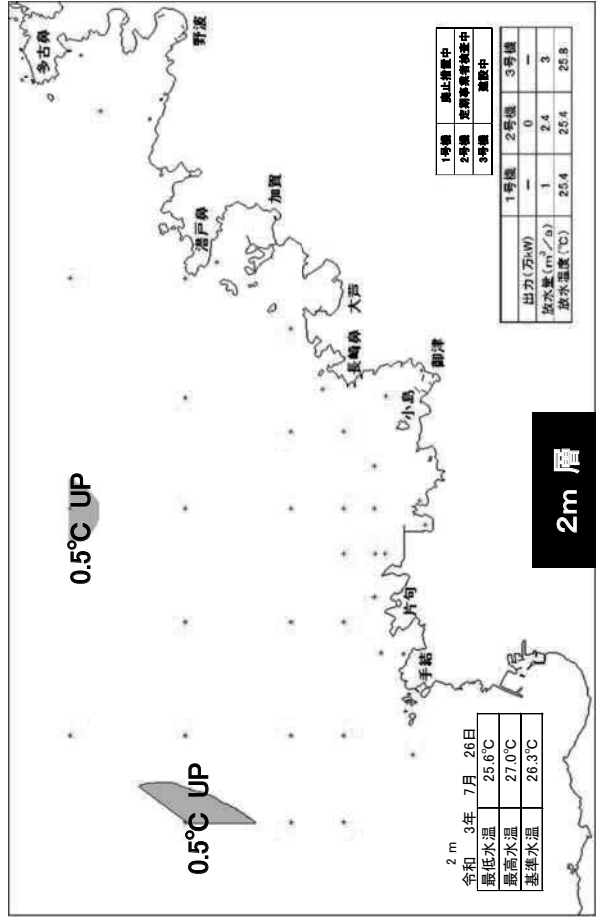 多古鼻
野波
潜戸鼻
加賀
大芦
長崎鼻
御津
小島
片句
手結
0.5°C UP
0.5°C UP
1号機 廃止措置中
2号機 定期事業者検査中
3号機 建設中
1号機 2号機 3号機
出力(万kW) － 0 －
放水量(m³/s) 1 2.4 3
放水温度(℃) 25.4 25.4 25.8
2m 層
2 m
令和 3年 7月 26日
最低水温 25.6℃
最高水温 27.0℃
基準水温 26.3℃